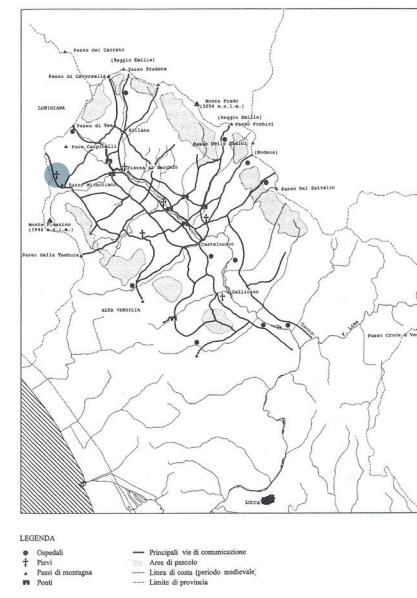 Passo del Cerreto
(Reggio Emilia)
Passo Pradena
Passo di Cavorsella
LUNIGIANA
Monte Prado
(2054 m.s.l.m.)
(Reggio Emilia)
Passo Forbici
Passo di Tea
Sillano
Passo Delle Radici
Foce Carpinelli
(Modena)
Piazza al Serchio
Passo Del Saltello
Monte Pisanino
(1946 m.s.l.m.)
Castelnuovo
Passo della Tambura
Gallicano
ALTA VERSILIA
F. Lima
Passo Croce a
LUCCA
LEGENDA
Ospedali
Pievi
Passi di montagna
Ponti
Principali vie di comunicazione
Aree di pascolo
Linea di costa (periodo medievale)
Limite di provincia